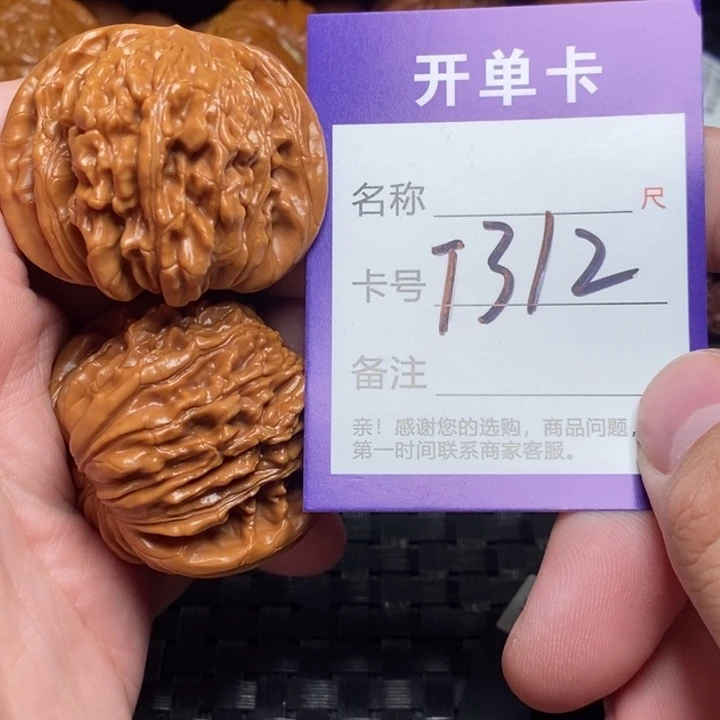 开单卡
名称 尺
卡号 T312
备注
亲！感谢您的选购，商品问题，
第一时间联系商家客服。